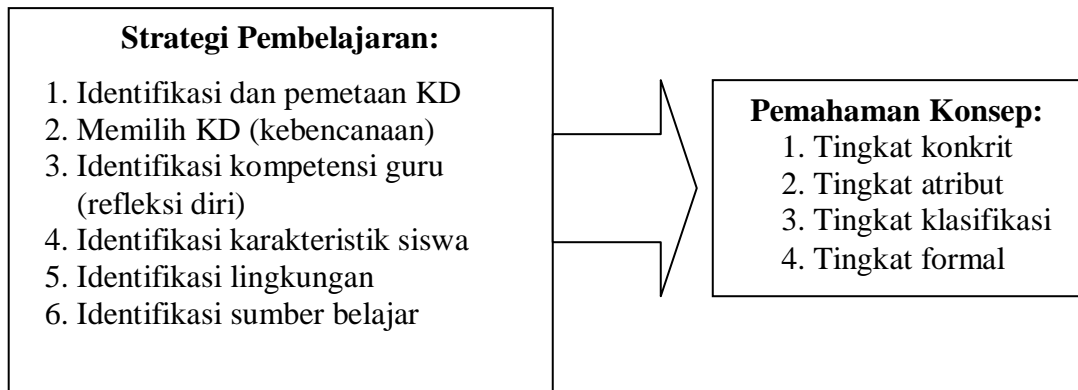 Strategi Pembelajaran:
1. Identifikasi dan pemetaan KD
2. Memilih KD (kebencanaan)
3. Identifikasi kompetensi guru
(refleksi diri)
4. Identifikasi karakteristik siswa
5. Identifikasi lingkungan
6. Identifikasi sumber belajar
Pemahaman Konsep:
1. Tingkat konkrit
2. Tingkat atribut
3. Tingkat klasifikasi
4. Tingkat formal